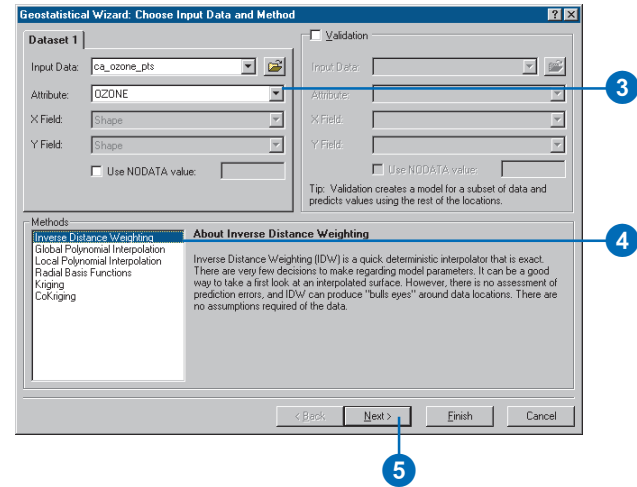 Geostatistical Wizard: Choose Input Data and Method
Dataset 1
Input Data: ca_ozone_pts
Attribute: OZONE
X Field: Shape
Y Field: Shape
Use NODATA value:
Validation
Input Data:
Attribute:
X Field:
Y Field:
Use NODATA value:
Tip: Validation creates a model for a subset of data and
predicts values using the rest of the locations.
3
Methods
Inverse Distance Weighting
Global Polynomial Interpolation
Local Polynomial Interpolation
Radial Basis Functions
Kriging
CoKriging
About Inverse Distance Weighting
Inverse Distance Weighting (IDW) is a quick deterministic interpolator that is exact.
There are very few decisions to make regarding model parameters. It can be a good
way to take a first look at an interpolated surface. However, there is no assessment of
prediction errors, and IDW can produce "bulls eyes" around data locations. There are
no assumptions required of the data.
4
< Back
Next >
Finish
Cancel
5